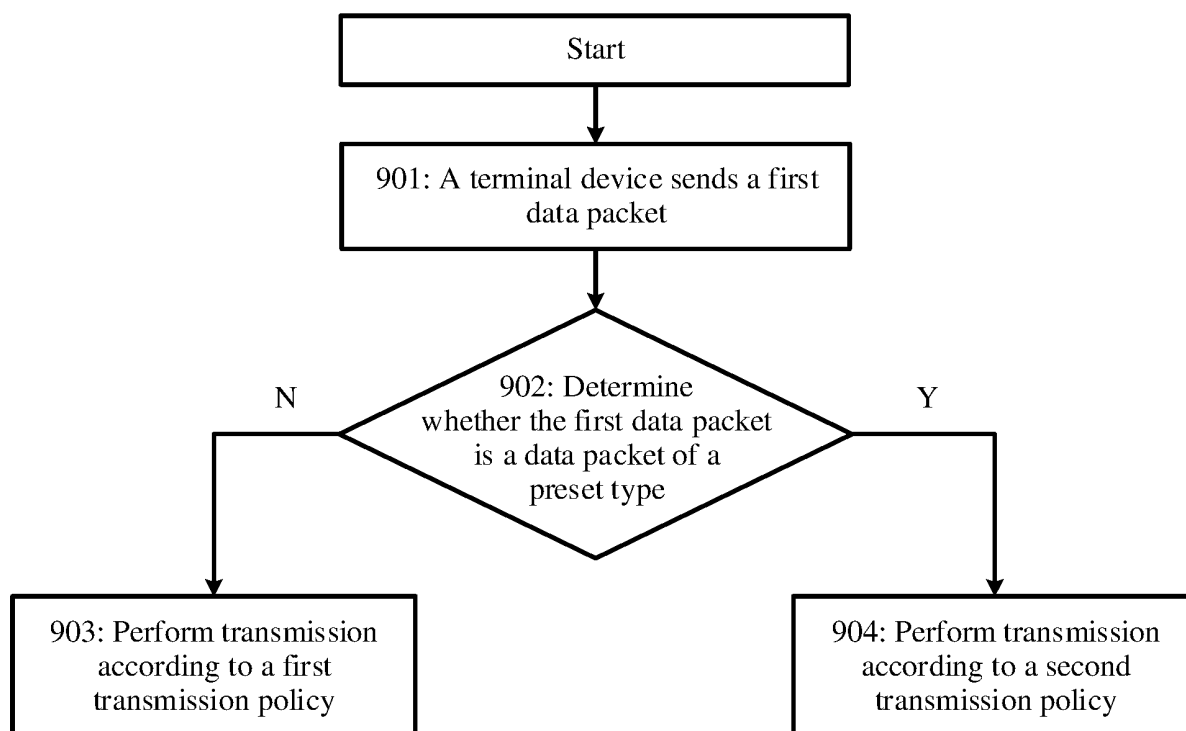 Start
901: A terminal device sends a first
data packet
902: Determine
whether the first data packet
is a data packet of a
preset type
N
Y
903: Perform transmission
according to a first
transmission policy
904: Perform transmission
according to a second
transmission policy